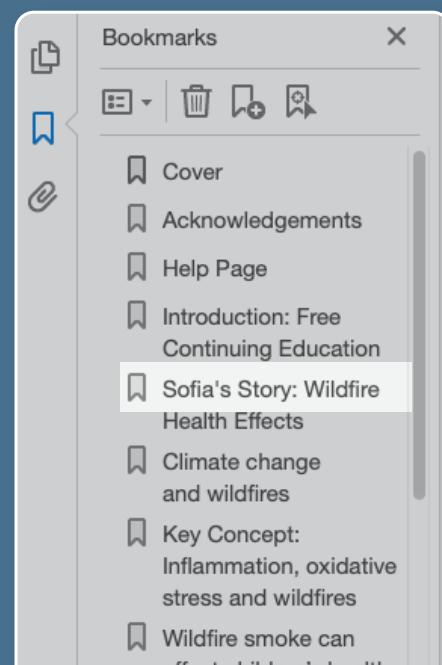 Bookmarks
Cover
Acknowledgements
Help Page
Introduction: Free
Continuing Education
Sofia's Story: Wildfire
Health Effects
Climate change
and wildfires
Key Concept:
Inflammation, oxidative
stress and wildfires
Wildfire smoke can